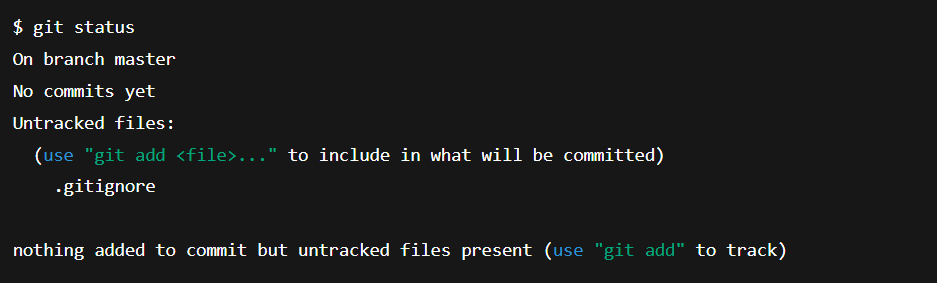 $ git status
On branch master
No commits yet
Untracked files:
  (use "git add <file>..." to include in what will be committed)
    .gitignore

nothing added to commit but untracked files present (use "git add" to track)